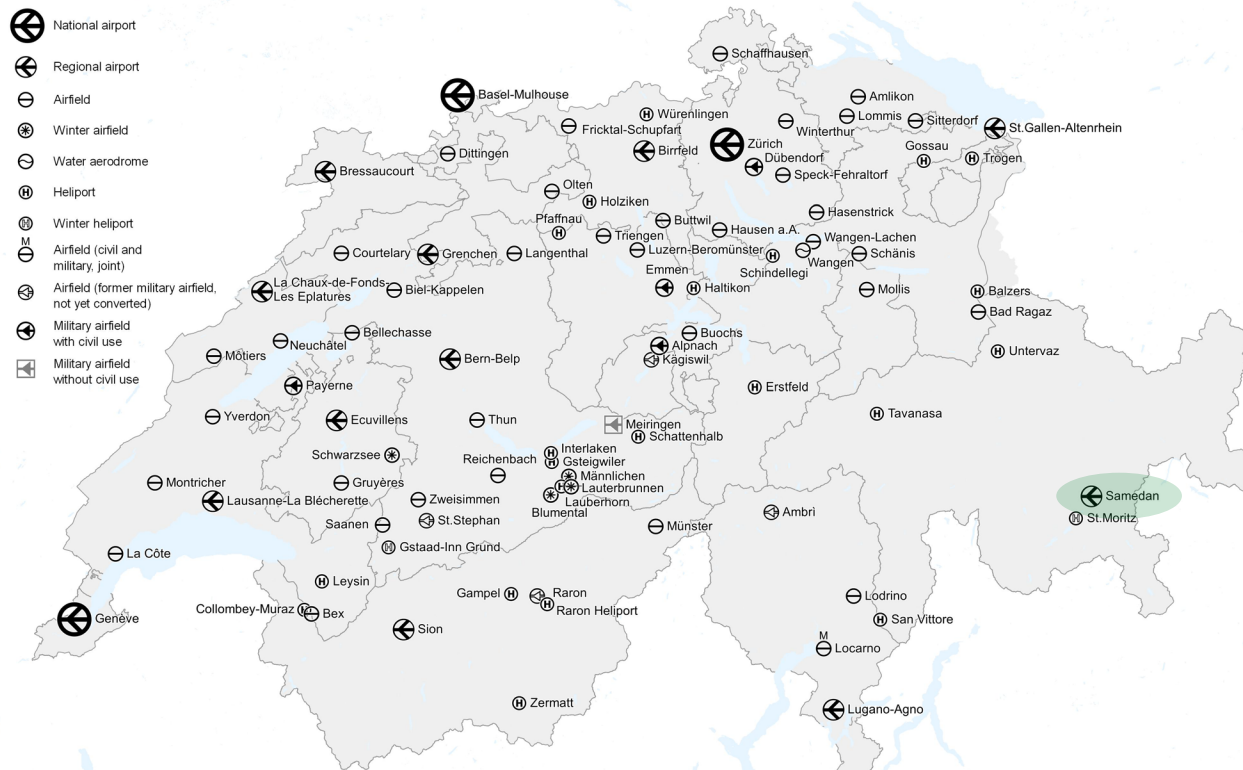 National airport
Regional airport
Airfield
Winter airfield
Water aerodrome
Heliport
Winter heliport
M
Airfield (civil and
military, joint)
Airfield (former military airfield,
not yet converted)
Military airfield
with civil use
Military airfield
without civil use
Schaffhausen
Basel-Mulhouse
Amlikon
Würenlingen
Lommis
Sitterdorf
Fricktal-Schupfart
Winterthur
St.Gallen-Altenrhein
Zürich
Gossau
Birrfeld
Dittingen
Dübendorf
Trogen
Bressaucourt
Speck-Fehraltorf
Olten
Holziken
Hasenstrick
Pfaffnau
Buttwil
Triengen
Hausen a.A.
Wangen-Lachen
Courtelary
Grenchen
Langenthal
Luzern-Beromünster
Wangen
Schänis
Schindellegi
Emmen
La Chaux-de-Fonds-
Les Eplatures
Biel-Kappelen
Haltikon
Mollis
Balzers
Bad Ragaz
Bellechasse
Buochs
Neuchâtel
Alpnach
Untervaz
Môtiers
Bern-Belp
Kägiswil
Payerne
Erstfeld
Yverdon
Ecuvillens
Thun
Meiringen
Tavanasa
Schattenhalb
Schwarzsee
Interlaken
Reichenbach
Gsteigwiler
Männlichen
Montricher
Gruyères
Lauterbrunnen
Samedan
Lausanne-La Blécherette
Zweisimmen
Lauberhorn
Blumental
Ambri
St.Stephan
St.Moritz
Saanen
Münster
Gstaad-Inn Grund
La Côte
Leysin
Gampel
Raron
Lodrino
Collombey-Muraz
Bex
Raron Heliport
Genève
San Vittore
Sion
M
Locarno
Zermatt
Lugano-Agno